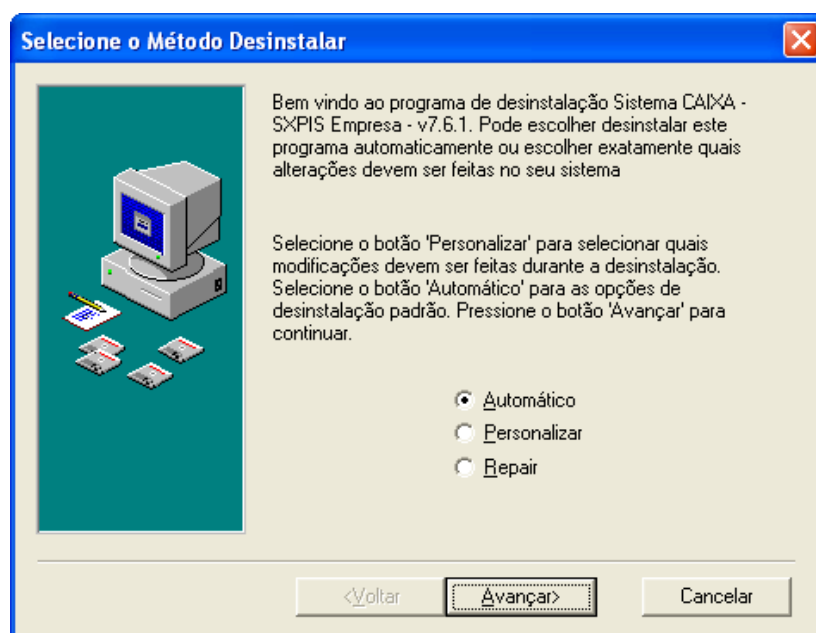 Selecione o Método Desinstalar
Bem vindo ao programa de desinstalação Sistema CAIXA -
SXPIS Empresa - v7.6.1. Pode escolher desinstalar este
programa automaticamente ou escolher exatamente quais
alterações devem ser feitas no seu sistema
Selecione o botão 'Personalizar' para selecionar quais
modificações devem ser feitas durante a desinstalação.
Selecione o botão 'Automático' para as opções de
desinstalação padrão. Pressione o botão 'Avançar' para
continuar.
Automático
Personalizar
Repair
<Voltar Avançar> Cancelar